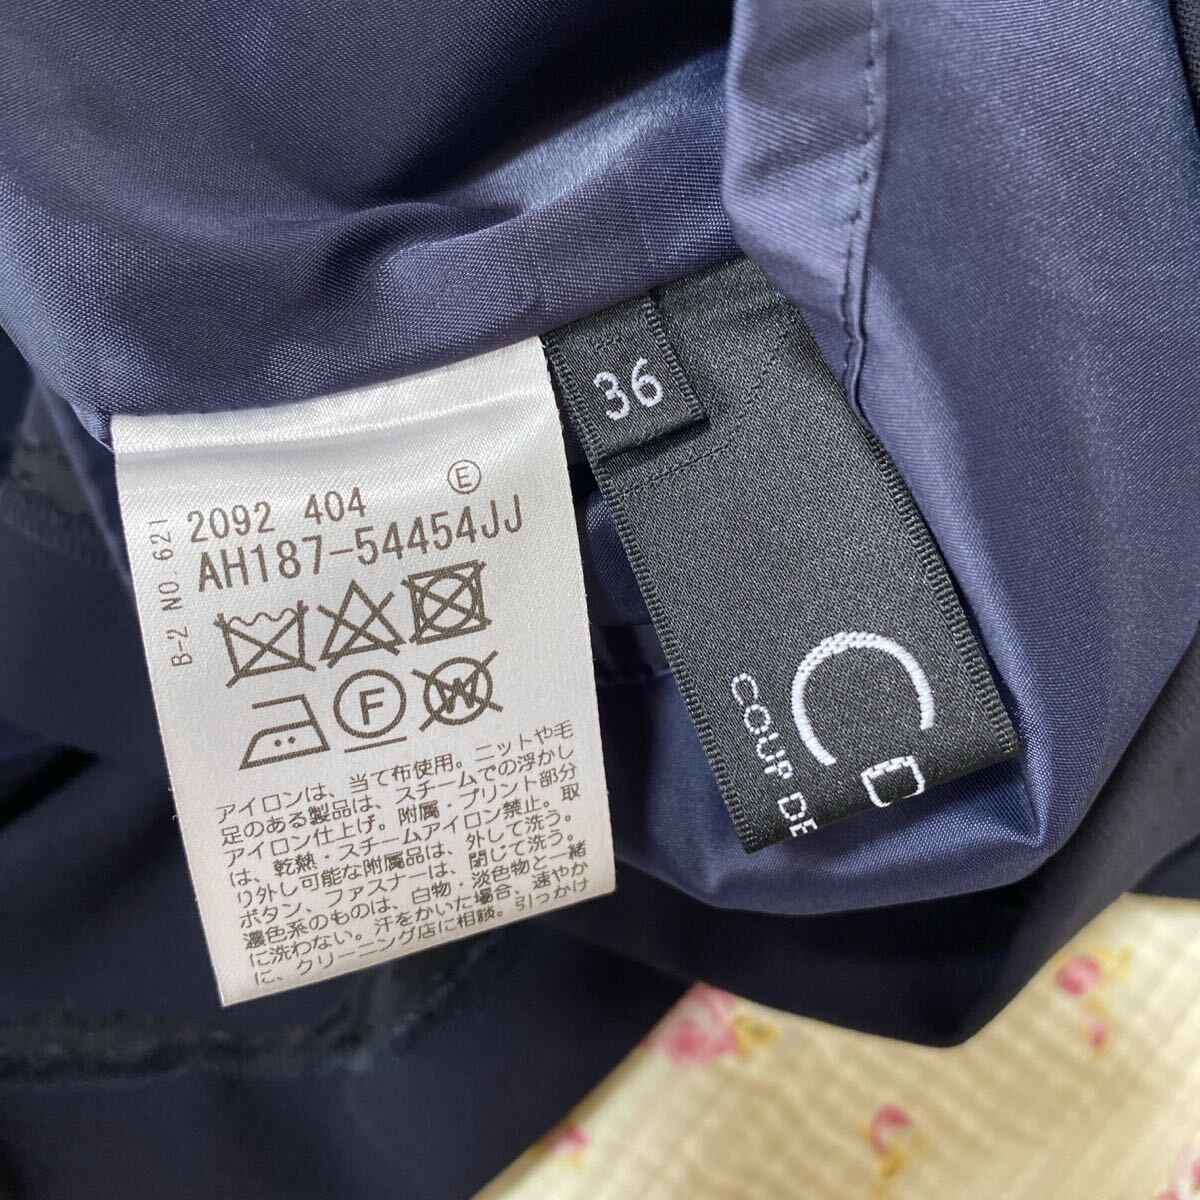 36
E
2092 404
AH187-54454JJ
B-2 NO.621
F
W
アイロンは、当て布使用。ニットや毛
足のある製品は、スチームでの浮かし
アイロン仕上げ。附属・プリント部分
は、乾熱・スチームアイロン禁止。取
り外し可能な附属品は、外して洗う。
ボタン、ファスナーは、閉じて洗う。
濃色系のものは、白物・淡色物と一緒
に洗わない。汗をかいた場合、速やか
に、クリーニング店に相談。引っかけ
C D
COUP DE